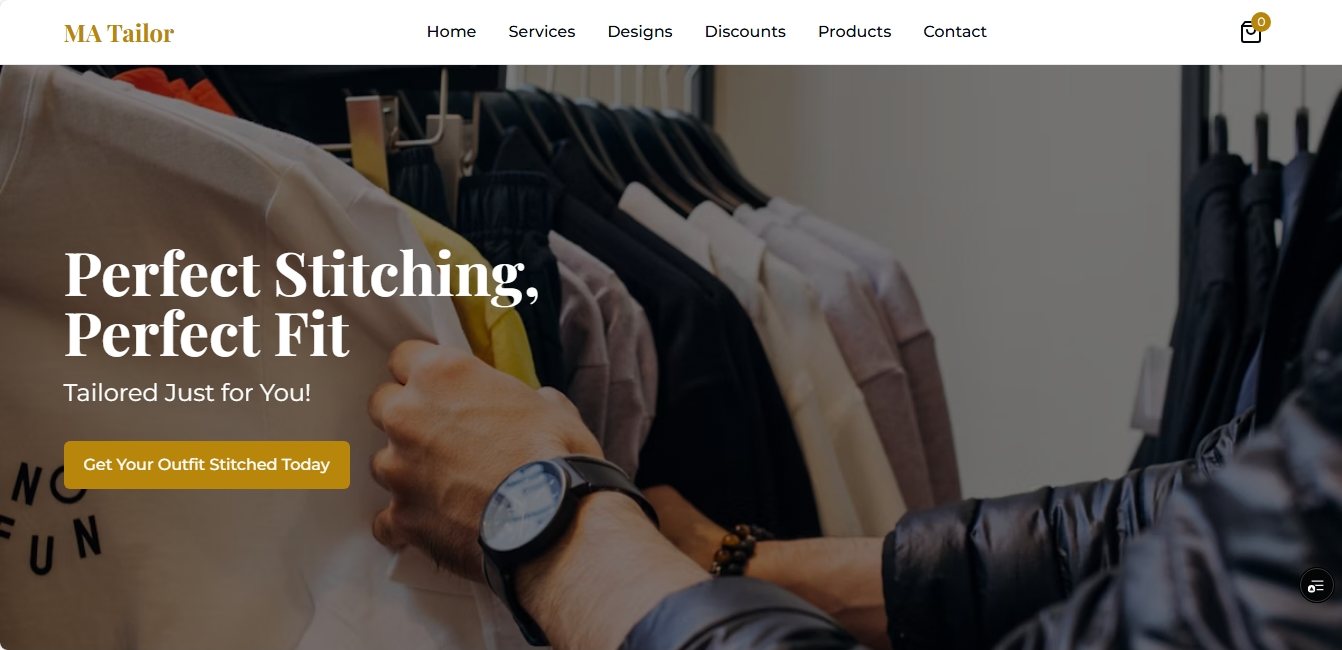 MA Tailor
Home Services Designs Discounts Products Contact
0
Perfect Stitching,
Perfect Fit
Tailored Just for You!
Get Your Outfit Stitched Today
NO
FUN